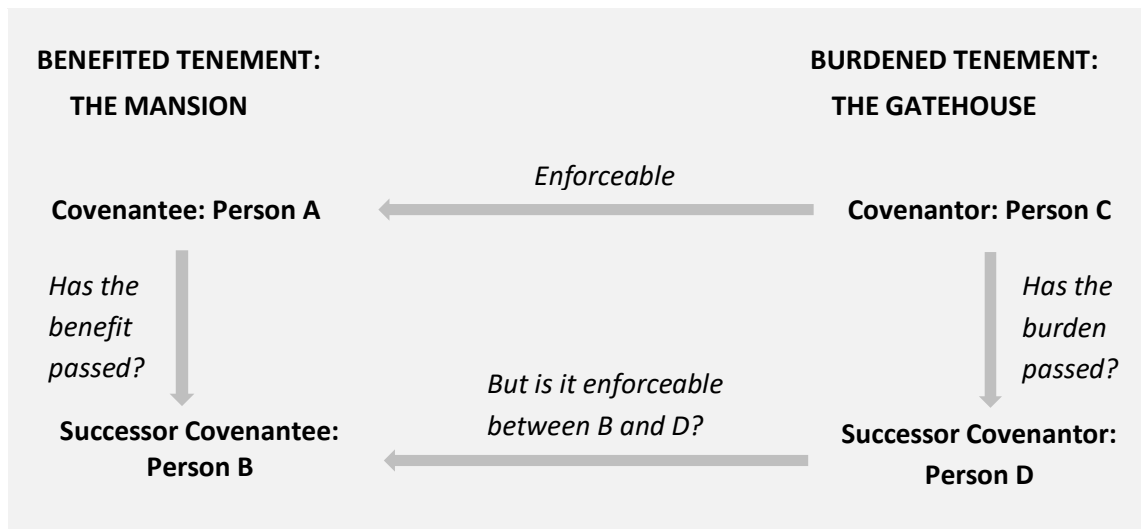 BENEFITED TENEMENT:
THE MANSION
BURDENED TENEMENT:
THE GATEHOUSE
Enforceable
Covenantee: Person A
Covenantor: Person C
Has the
benefit
passed?
Has the
burden
passed?
But is it enforceable
between B and D?
Successor Covenantee:
Person B
Successor Covenantor:
Person D